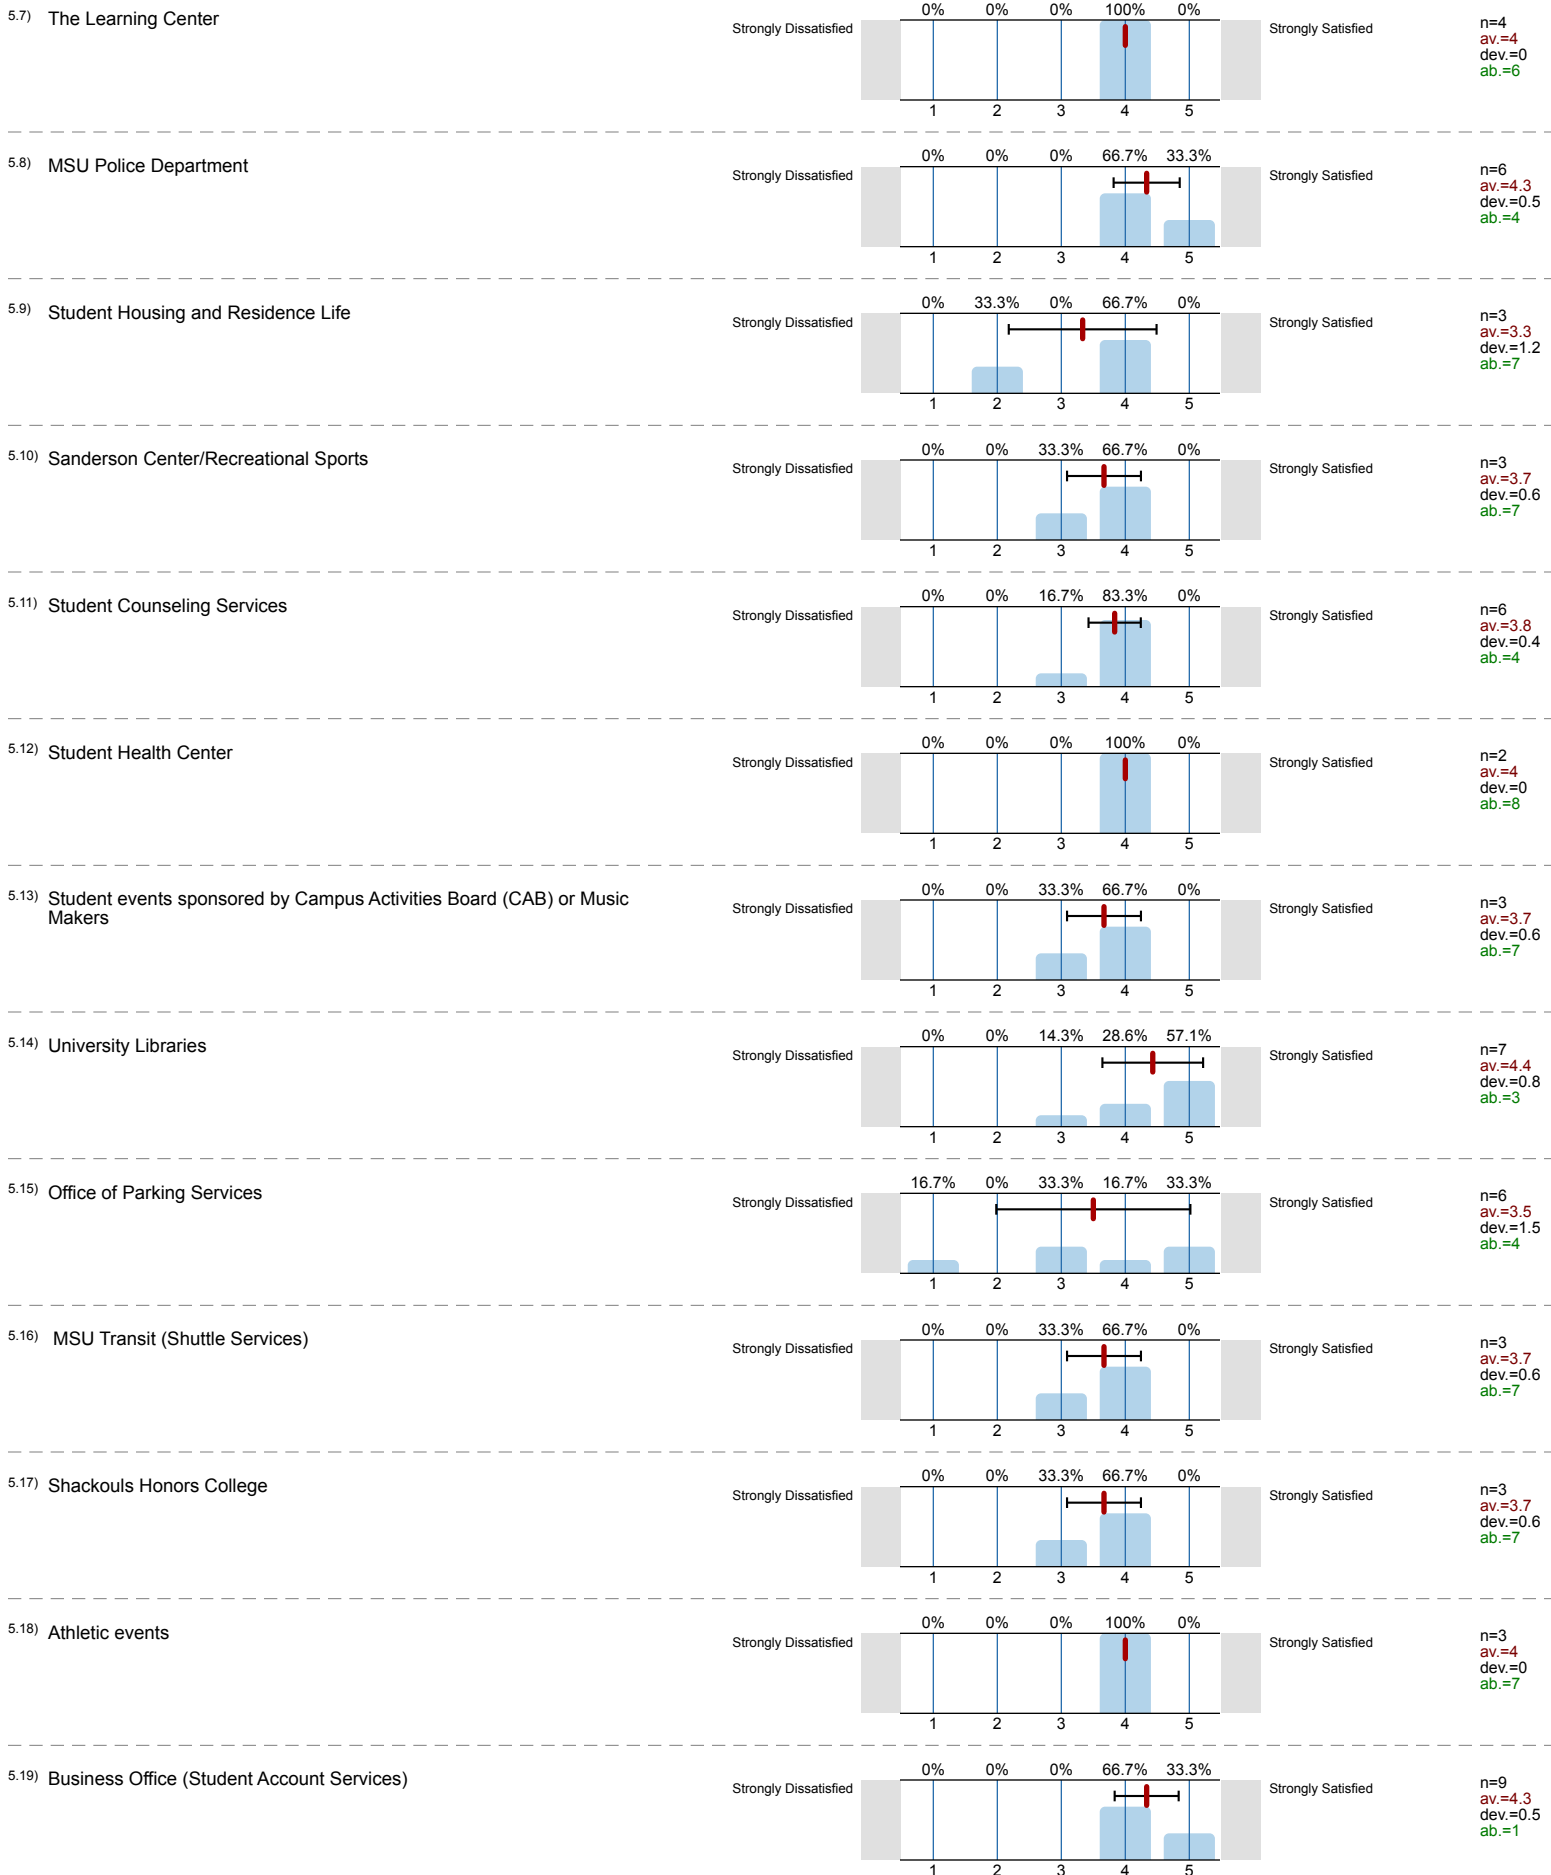 5.7) The Learning Center
0% 0% 0% 100% 0%
Strongly Dissatisfied Strongly Satisfied
n=4
av.=4
dev.=0
ab.=6
1 2 3 4 5
5.8) MSU Police Department
0% 0% 0% 66.7% 33.3%
Strongly Dissatisfied Strongly Satisfied
n=6
av.=4.3
dev.=0.5
ab.=4
1 2 3 4 5
5.9) Student Housing and Residence Life
0% 33.3% 0% 66.7% 0%
Strongly Dissatisfied Strongly Satisfied
n=3
av.=3.3
dev.=1.2
ab.=7
1 2 3 4 5
5.10) Sanderson Center/Recreational Sports
0% 0% 33.3% 66.7% 0%
Strongly Dissatisfied Strongly Satisfied
n=3
av.=3.7
dev.=0.6
ab.=7
1 2 3 4 5
5.11) Student Counseling Services
0% 0% 16.7% 83.3% 0%
Strongly Dissatisfied Strongly Satisfied
n=6
av.=3.8
dev.=0.4
ab.=4
1 2 3 4 5
5.12) Student Health Center
0% 0% 0% 100% 0%
Strongly Dissatisfied Strongly Satisfied
n=2
av.=4
dev.=0
ab.=8
1 2 3 4 5
5.13) Student events sponsored by Campus Activities Board (CAB) or Music
Makers
0% 0% 33.3% 66.7% 0%
Strongly Dissatisfied Strongly Satisfied
n=3
av.=3.7
dev.=0.6
ab.=7
1 2 3 4 5
5.14) University Libraries
0% 0% 14.3% 28.6% 57.1%
Strongly Dissatisfied Strongly Satisfied
n=7
av.=4.4
dev.=0.8
ab.=3
1 2 3 4 5
5.15) Office of Parking Services
16.7% 0% 33.3% 16.7% 33.3%
Strongly Dissatisfied Strongly Satisfied
n=6
av.=3.5
dev.=1.5
ab.=4
1 2 3 4 5
5.16) MSU Transit (Shuttle Services)
0% 0% 33.3% 66.7% 0%
Strongly Dissatisfied Strongly Satisfied
n=3
av.=3.7
dev.=0.6
ab.=7
1 2 3 4 5
5.17) Shackouls Honors College
0% 0% 33.3% 66.7% 0%
Strongly Dissatisfied Strongly Satisfied
n=3
av.=3.7
dev.=0.6
ab.=7
1 2 3 4 5
5.18) Athletic events
0% 0% 0% 100% 0%
Strongly Dissatisfied Strongly Satisfied
n=3
av.=4
dev.=0
ab.=7
1 2 3 4 5
5.19) Business Office (Student Account Services)
0% 0% 0% 66.7% 33.3%
Strongly Dissatisfied Strongly Satisfied
n=9
av.=4.3
dev.=0.5
ab.=1
1 2 3 4 5